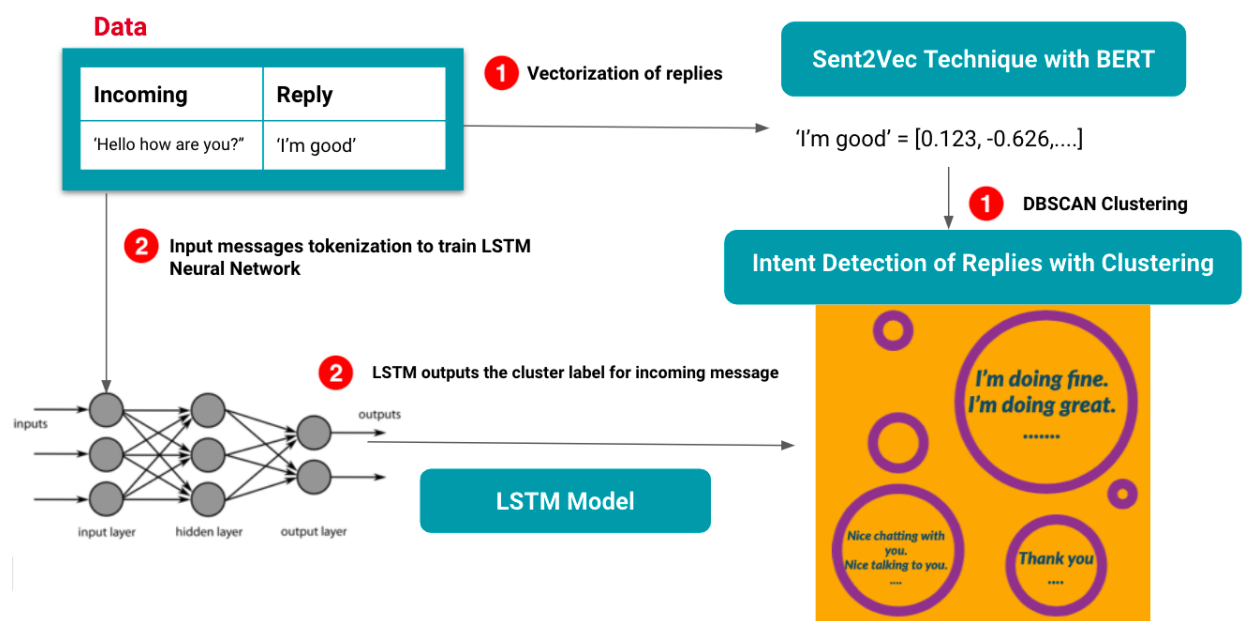 Data
Incoming
Reply
'Hello how are you?"
'I'm good'
1
Vectorization of replies
Sent2Vec Technique with BERT
'I'm good' = [0.123, -0.626,....]
1
DBSCAN Clustering
2
Input messages tokenization to train LSTM
Neural Network
Intent Detection of Replies with Clustering
2
LSTM outputs the cluster label for incoming message
inputs
outputs
input layer
hidden layer
output layer
LSTM Model
I'm doing fine.
I'm doing great.
.......
Nice chatting with
you.
Nice talking to you.
....
Thank you
....